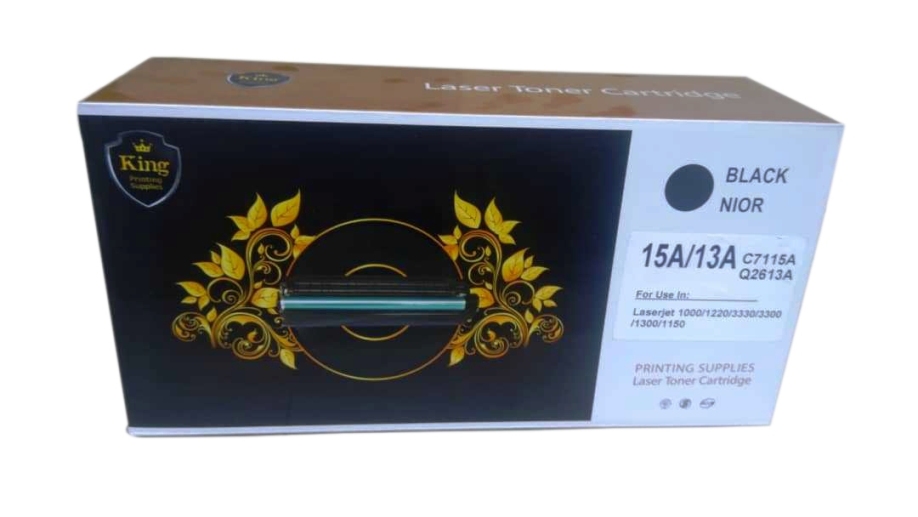 King
Laser Toner Cartridge
King
Printing
Supplies
BLACK
NIOR
15A/13A C7115A
Q2613A
For Use In:
Laserjet 1000/1220/3330/3300
/1300/1150
PRINTING SUPPLIES
Laser Toner Cartridge